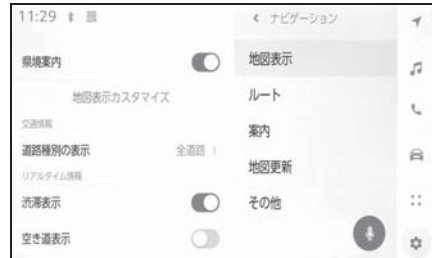 11:29
県境案内
地図表示カスタマイズ
交通情報
道路種別の表示 全道路
リアルタイム情報
渋滞表示
空き道表示
ナビゲーション
地図表示
ルート
案内
地図更新
その他